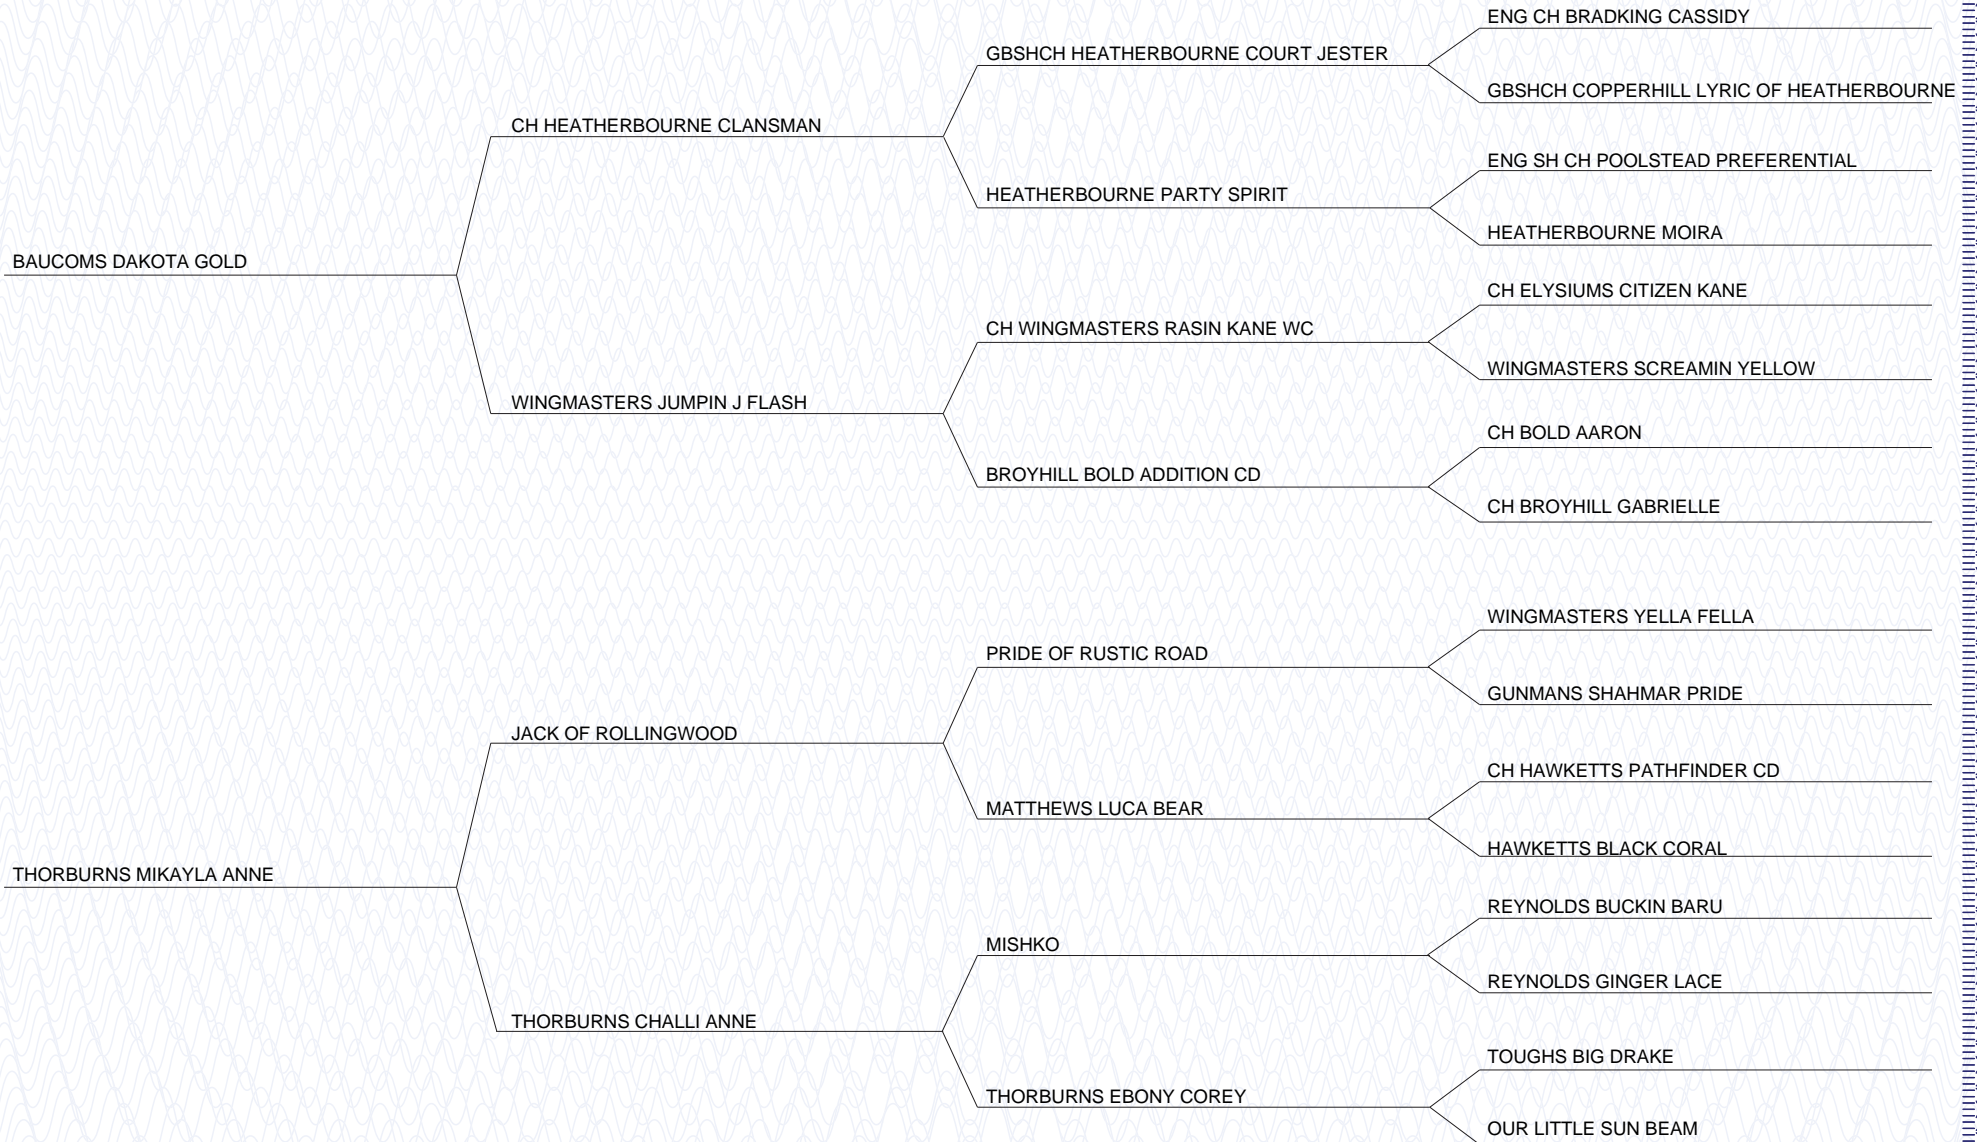 ENG CH BRADKING CASSIDY
GBSHCH HEATHERBOURNE COURT JESTER
GBSHCH COPPERHILL LYRIC OF HEATHERBOURNE
CH HEATHERBOURNE CLANSMAN
ENG SH CH POOLSTEAD PREFERENTIAL
HEATHERBOURNE PARTY SPIRIT
HEATHERBOURNE MOIRA
BAUCOMS DAKOTA GOLD
CH ELYSIUMS CITIZEN KANE
CH WINGMASTERS RASIN KANE WC
WINGMASTERS SCREAMIN YELLOW
WINGMASTERS JUMPIN J FLASH
CH BOLD AARON
BROYHILL BOLD ADDITION CD
CH BROYHILL GABRIELLE
WINGMASTERS YELLA FELLA
PRIDE OF RUSTIC ROAD
GUNMANS SHAHMAR PRIDE
JACK OF ROLLINGWOOD
CH HAWKETTS PATHFINDER CD
MATTHEWS LUCA BEAR
HAWKETTS BLACK CORAL
THORBURNS MIKAYLA ANNE
REYNOLDS BUCKIN BARU
MISHKO
REYNOLDS GINGER LACE
THORBURNS CHALLI ANNE
TOUGHS BIG DRAKE
THORBURNS EBONY COREY
OUR LITTLE SUN BEAM